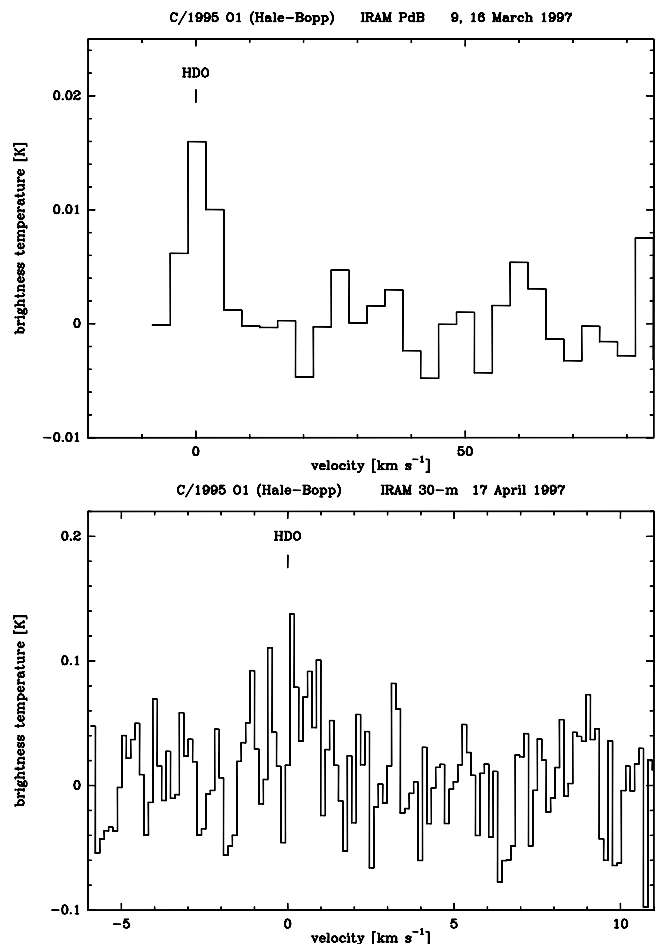 C/1995 O1 (Hale-Bopp) IRAM PdB 9, 16 March 1997
HDO
0.02
0.01
0
-0.01
brightness temperature [K]
0 50
velocity [km s⁻¹]
C/1995 O1 (Hale-Bopp) IRAM 30-m 17 April 1997
HDO
0.2
0.1
0
-0.1
brightness temperature [K]
-5 0 5 10
velocity [km s⁻¹]